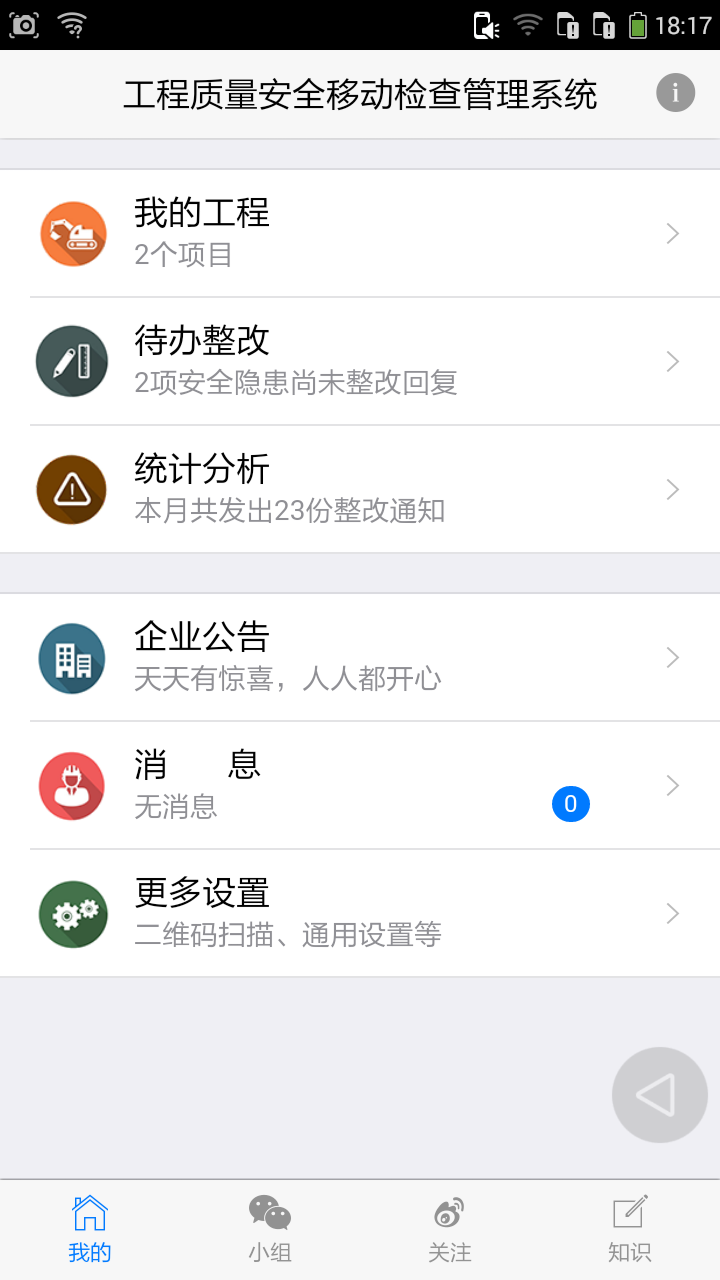 18:17
工程质量安全移动检查管理系统
i
我的工程
2个项目
待办整改
2项安全隐患尚未整改回复
统计分析
本月共发出23份整改通知
企业公告
天天有惊喜，人人都开心
消 息
无消息
0
更多设置
二维码扫描、通用设置等
我的 小组 关注 知识